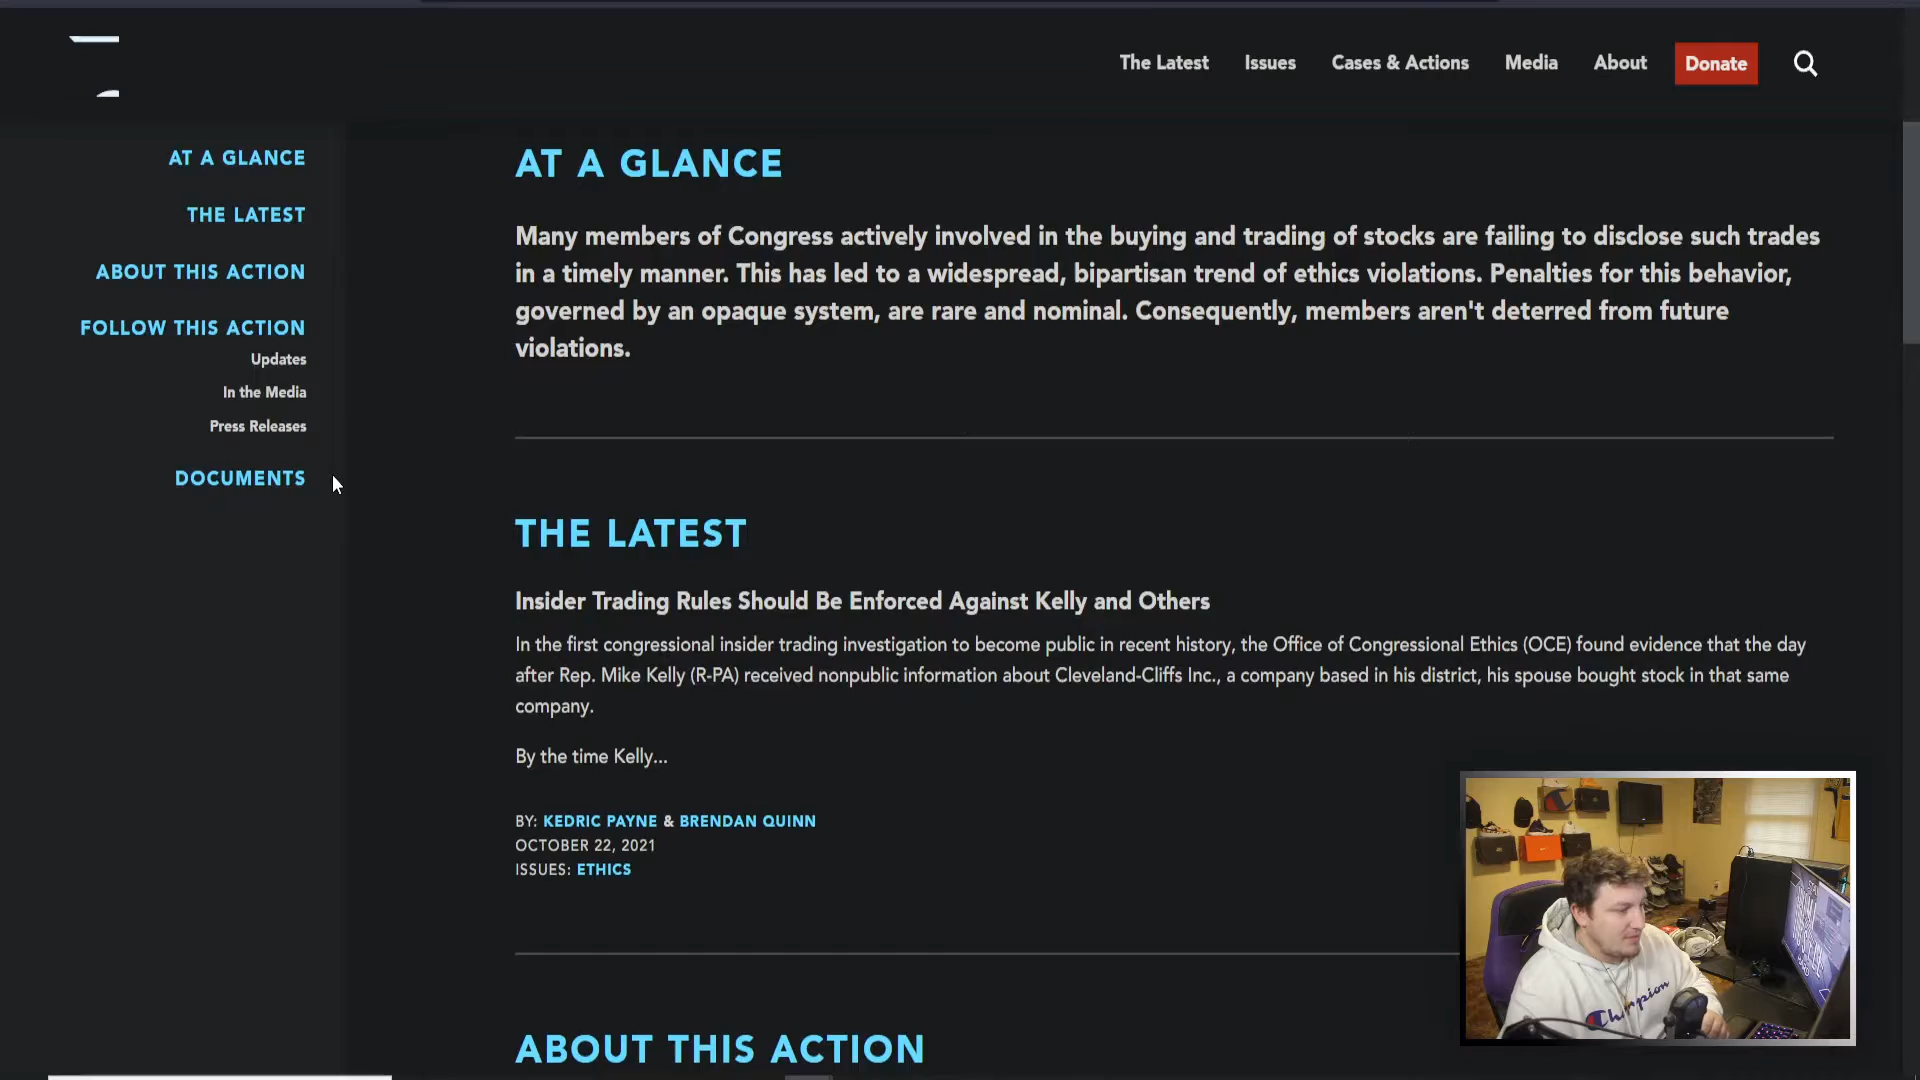 The Latest Issues Cases & Actions Media About Donate
AT A GLANCE
THE LATEST
ABOUT THIS ACTION
FOLLOW THIS ACTION
Updates
In the Media
Press Releases
DOCUMENTS
AT A GLANCE
Many members of Congress actively involved in the buying and trading of stocks are failing to disclose such trades
in a timely manner. This has led to a widespread, bipartisan trend of ethics violations. Penalties for this behavior,
governed by an opaque system, are rare and nominal. Consequently, members aren't deterred from future
violations.
THE LATEST
Insider Trading Rules Should Be Enforced Against Kelly and Others
In the first congressional insider trading investigation to become public in recent history, the Office of Congressional Ethics (OCE) found evidence that the day
after Rep. Mike Kelly (R-PA) received nonpublic information about Cleveland-Cliffs Inc., a company based in his district, his spouse bought stock in that same
company.
By the time Kelly...
BY: KEDRIC PAYNE & BRENDAN QUINN
OCTOBER 22, 2021
ISSUES: ETHICS
ABOUT THIS ACTION
Champion